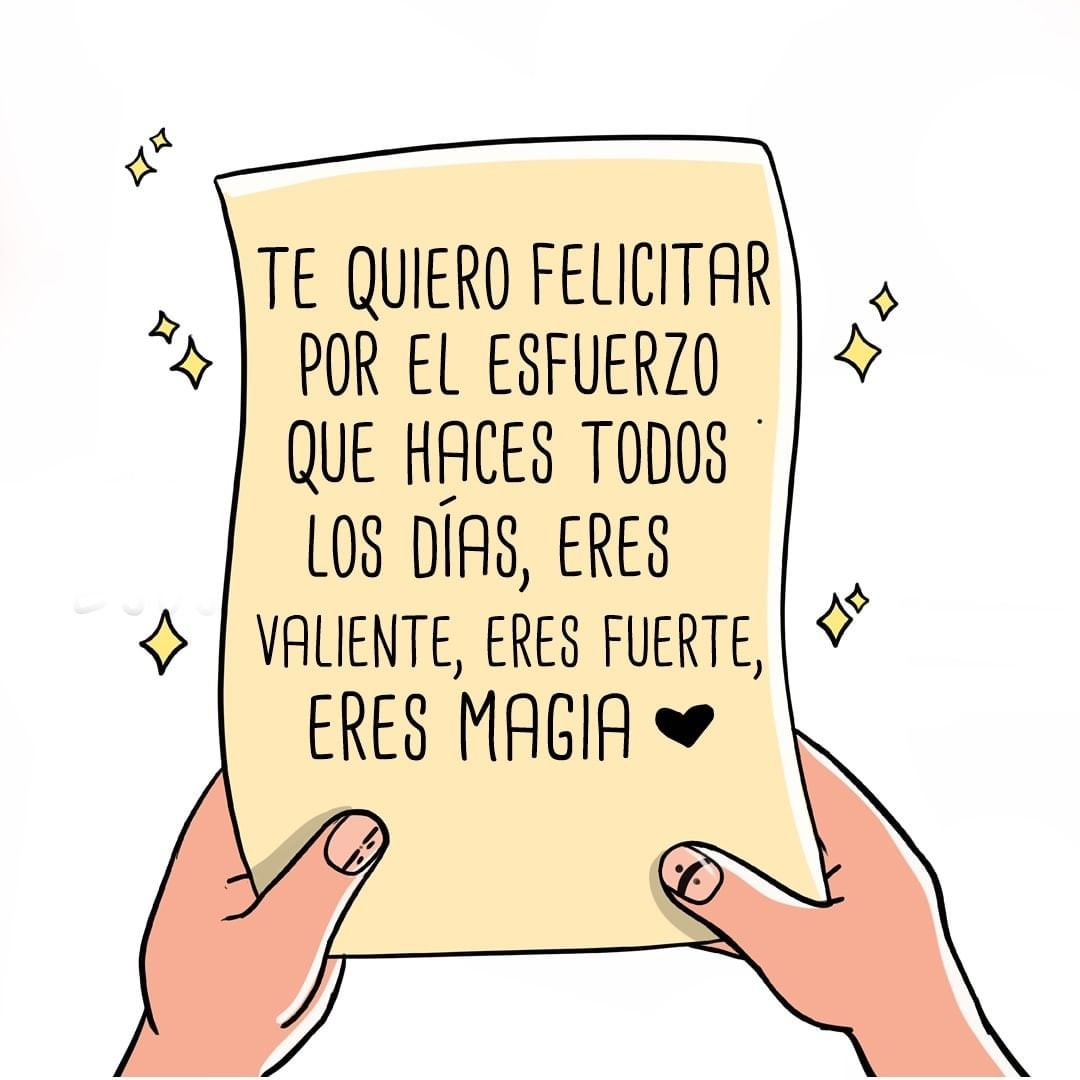 TE QUIERO FELICITAR
POR EL ESFUERZO
QUE HACES TODOS
LOS DÍAS, ERES
VALIENTE, ERES FUERTE,
ERES MAGIA ♥